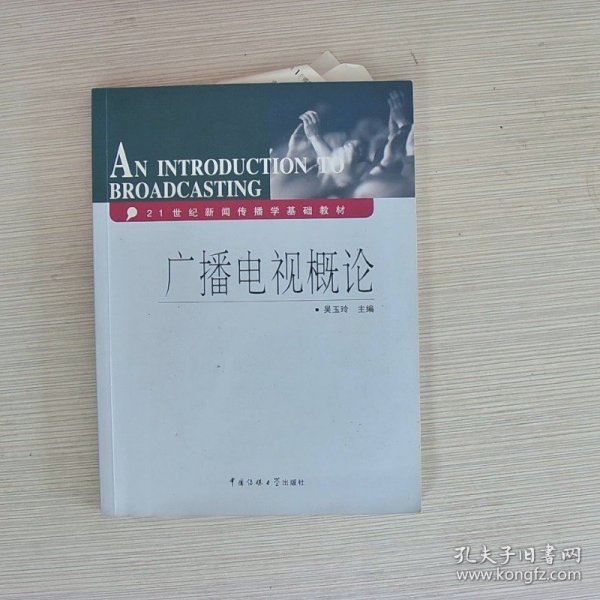 AN INTRODUCTION TO
BROADCASTING
21世纪新闻传播学基础教材
广播电视概论
▪ 吴玉玲 主编
中国传媒大学出版社
孔夫子旧书网
www.kongfz.com